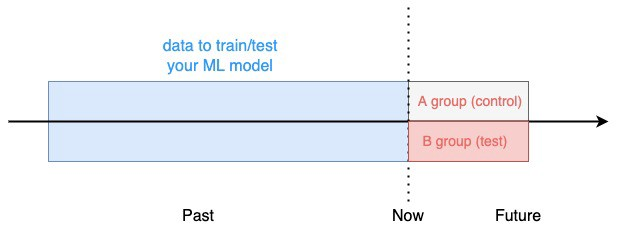 data to train/test
your ML model
A group (control)
B group (test)
Past
Now
Future